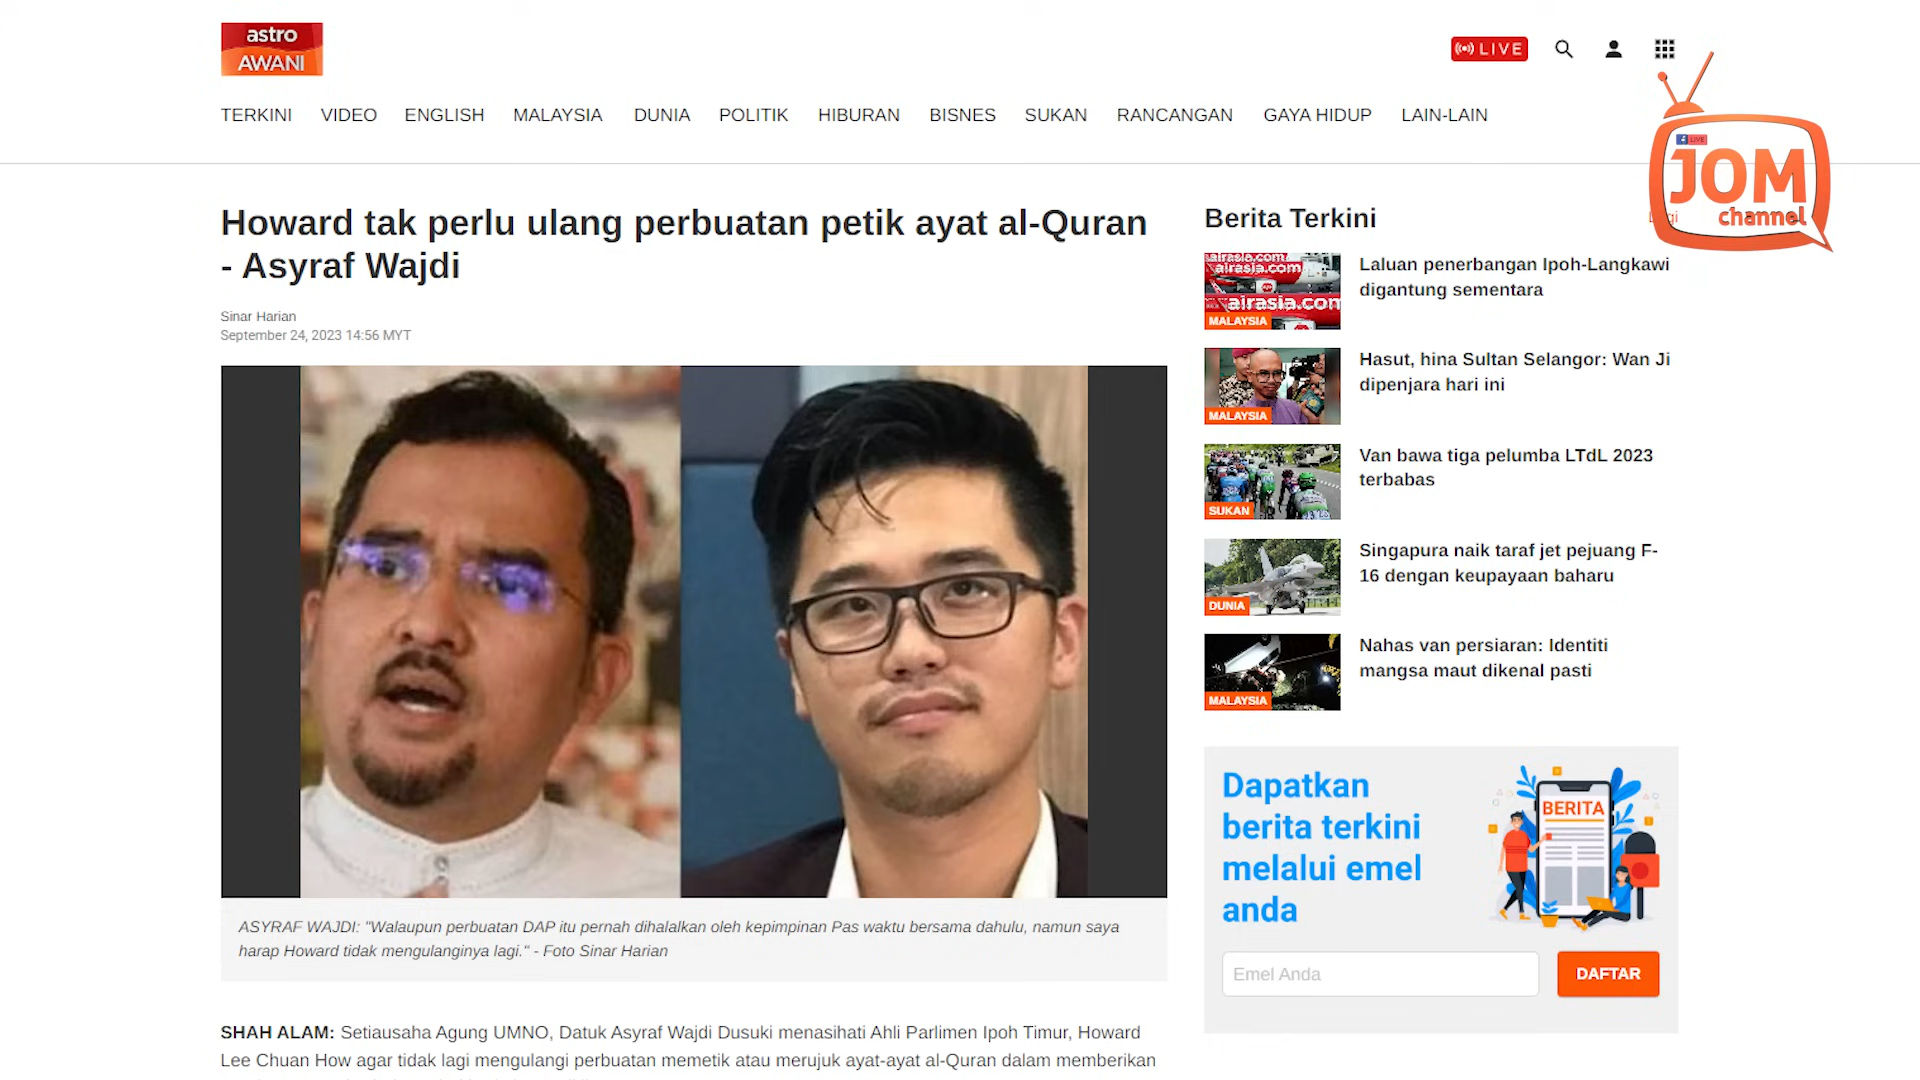 astro
AWANI
LIVE
TERKINI VIDEO ENGLISH MALAYSIA DUNIA POLITIK HIBURAN BISNES SUKAN RANCANGAN GAYA HIDUP LAIN-LAIN
LIVE
JOM
channel
Howard tak perlu ulang perbuatan petik ayat al-Quran
- Asyraf Wajdi
Sinar Harian
September 24, 2023 14:56 MYT
ASYRAF WAJDI: "Walaupun perbuatan DAP itu pernah dihalalkan oleh kepimpinan Pas waktu bersama dahulu, namun saya
harap Howard tidak mengulanginya lagi." - Foto Sinar Harian
SHAH ALAM: Setiausaha Agung UMNO, Datuk Asyraf Wajdi Dusuki menasihati Ahli Parlimen Ipoh Timur, Howard
Lee Chuan How agar tidak lagi mengulangi perbuatan memetik atau merujuk ayat-ayat al-Quran dalam memberikan
Berita Terkini
airasia.com
airasia.com
airasia.com
MALAYSIA
Laluan penerbangan Ipoh-Langkawi
digantung sementara
MALAYSIA
Hasut, hina Sultan Selangor: Wan Ji
dipenjara hari ini
SUKAN
Van bawa tiga pelumba LTdL 2023
terbabas
DUNIA
Singapura naik taraf jet pejuang F-
16 dengan keupayaan baharu
MALAYSIA
Nahas van persiaran: Identiti
mangsa maut dikenal pasti
Dapatkan
berita terkini
melalui emel
anda
BERITA
Emel Anda
DAFTAR